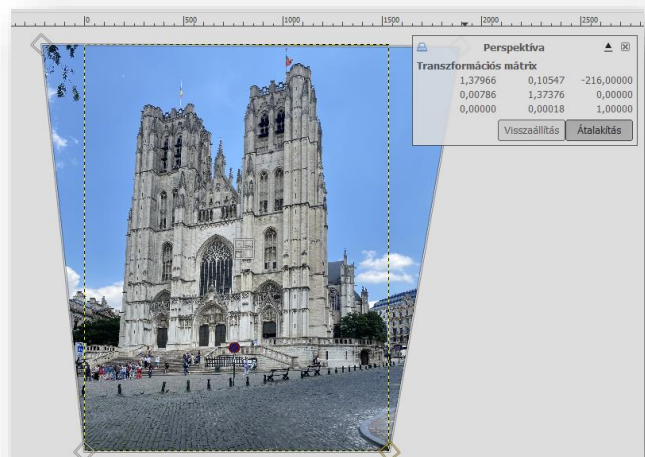 0 500 1000 2000 2500
Perspektíva
Transzformációs mátrix
1,37966 0,10547 -216,00000
0,00786 1,37376 0,00000
0,00000 0,00018 1,00000
Visszaállítás Átalakítás